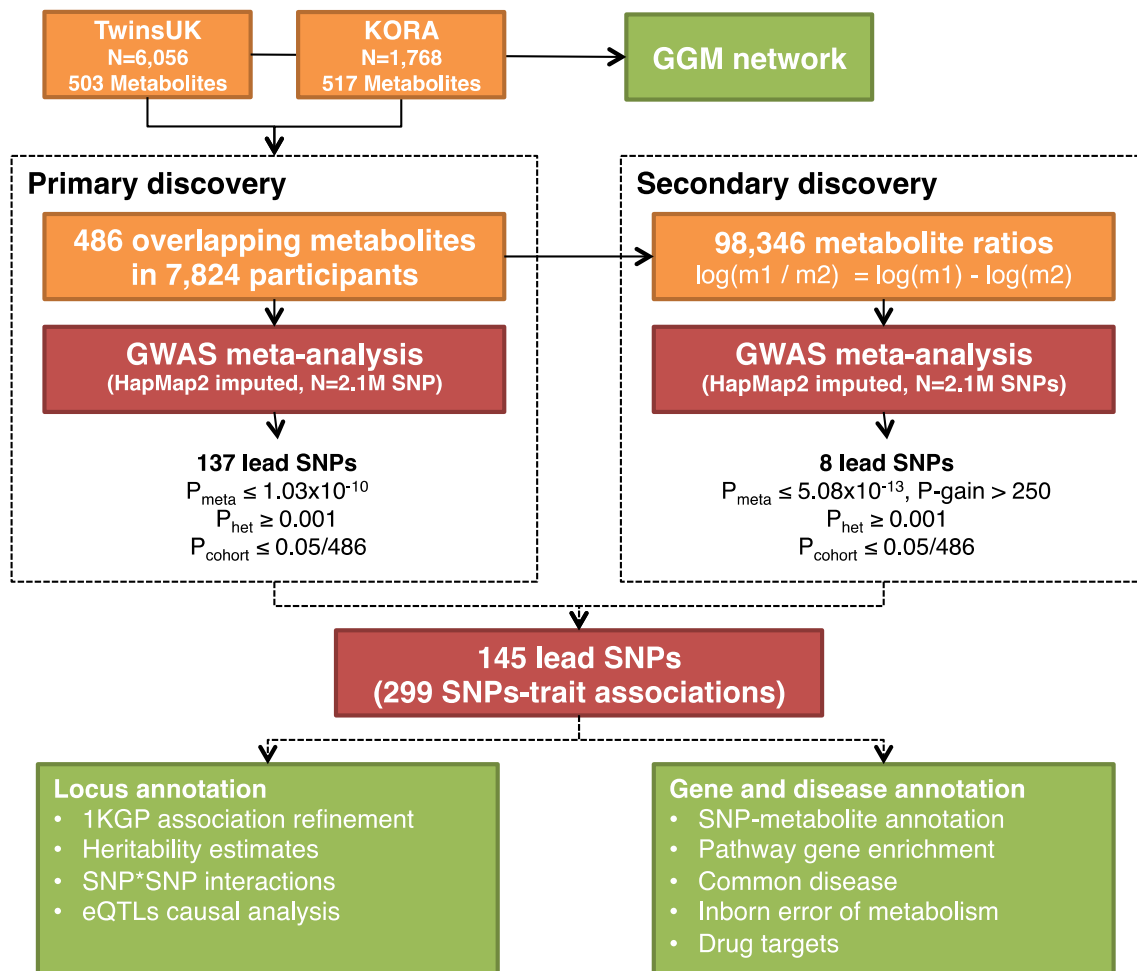 TwinsUK
N=6,056
503 Metabolites
KORA
N=1,768
517 Metabolites
GGM network
Primary discovery
486 overlapping metabolites
in 7,824 participants
GWAS meta-analysis
(HapMap2 imputed, N=2.1M SNP)
137 lead SNPs
Pmeta ≤ 1.03x10-10
Phet ≥ 0.001
Pcohort ≤ 0.05/486
Secondary discovery
98,346 metabolite ratios
log(m1 / m2) = log(m1) - log(m2)
GWAS meta-analysis
(HapMap2 imputed, N=2.1M SNPs)
8 lead SNPs
Pmeta ≤ 5.08x10-13, P-gain > 250
Phet ≥ 0.001
Pcohort ≤ 0.05/486
145 lead SNPs
(299 SNPs-trait associations)
Locus annotation
• 1KGP association refinement
• Heritability estimates
• SNP*SNP interactions
• eQTLs causal analysis
Gene and disease annotation
• SNP-metabolite annotation
• Pathway gene enrichment
• Common disease
• Inborn error of metabolism
• Drug targets